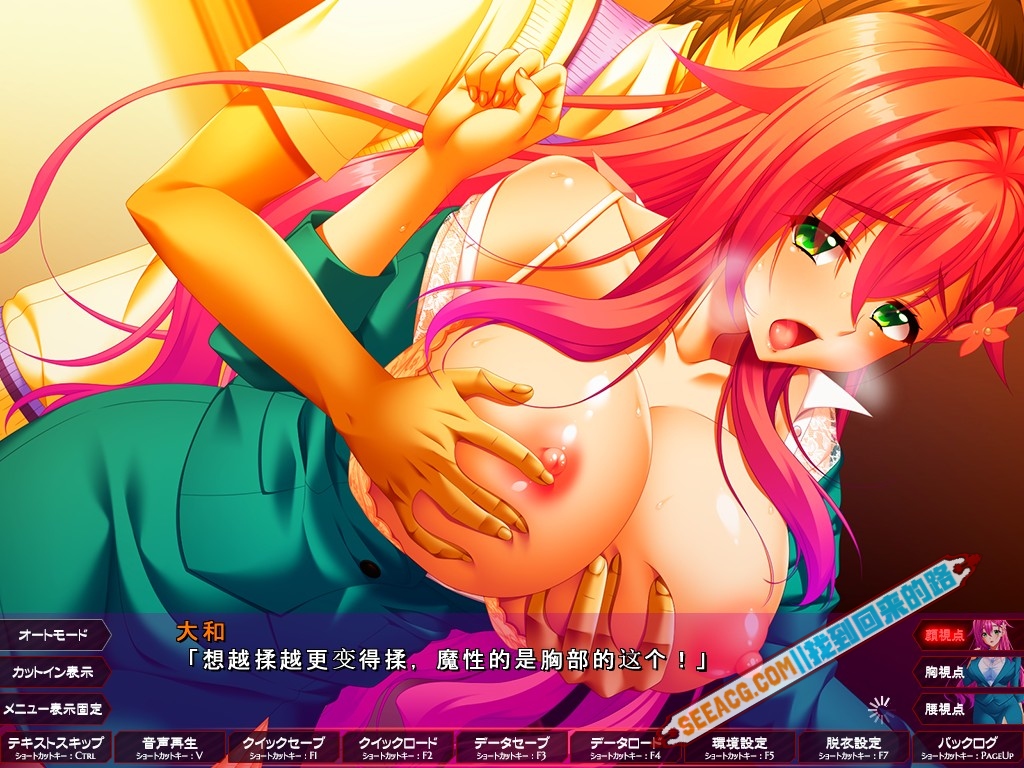 大和
「想越揉越更变得揉，魔性的是胸部的这个！」
オートモード
カットイン表示
メニュー表示固定
顔視点
胸視点
腰視点
SEEACG.COM||找到回来的路
テキストスキップ
ショートカットキー：CTRL
音声再生
ショートカットキー：V
クイックセーブ
ショートカットキー：F1
クイックロード
ショートカットキー：F2
データセーブ
ショートカットキー：F3
データロード
ショートカットキー：F4
環境設定
ショートカットキー：F5
脱衣設定
ショートカットキー：F7
バックログ
ショートカットキー：PAGEUP